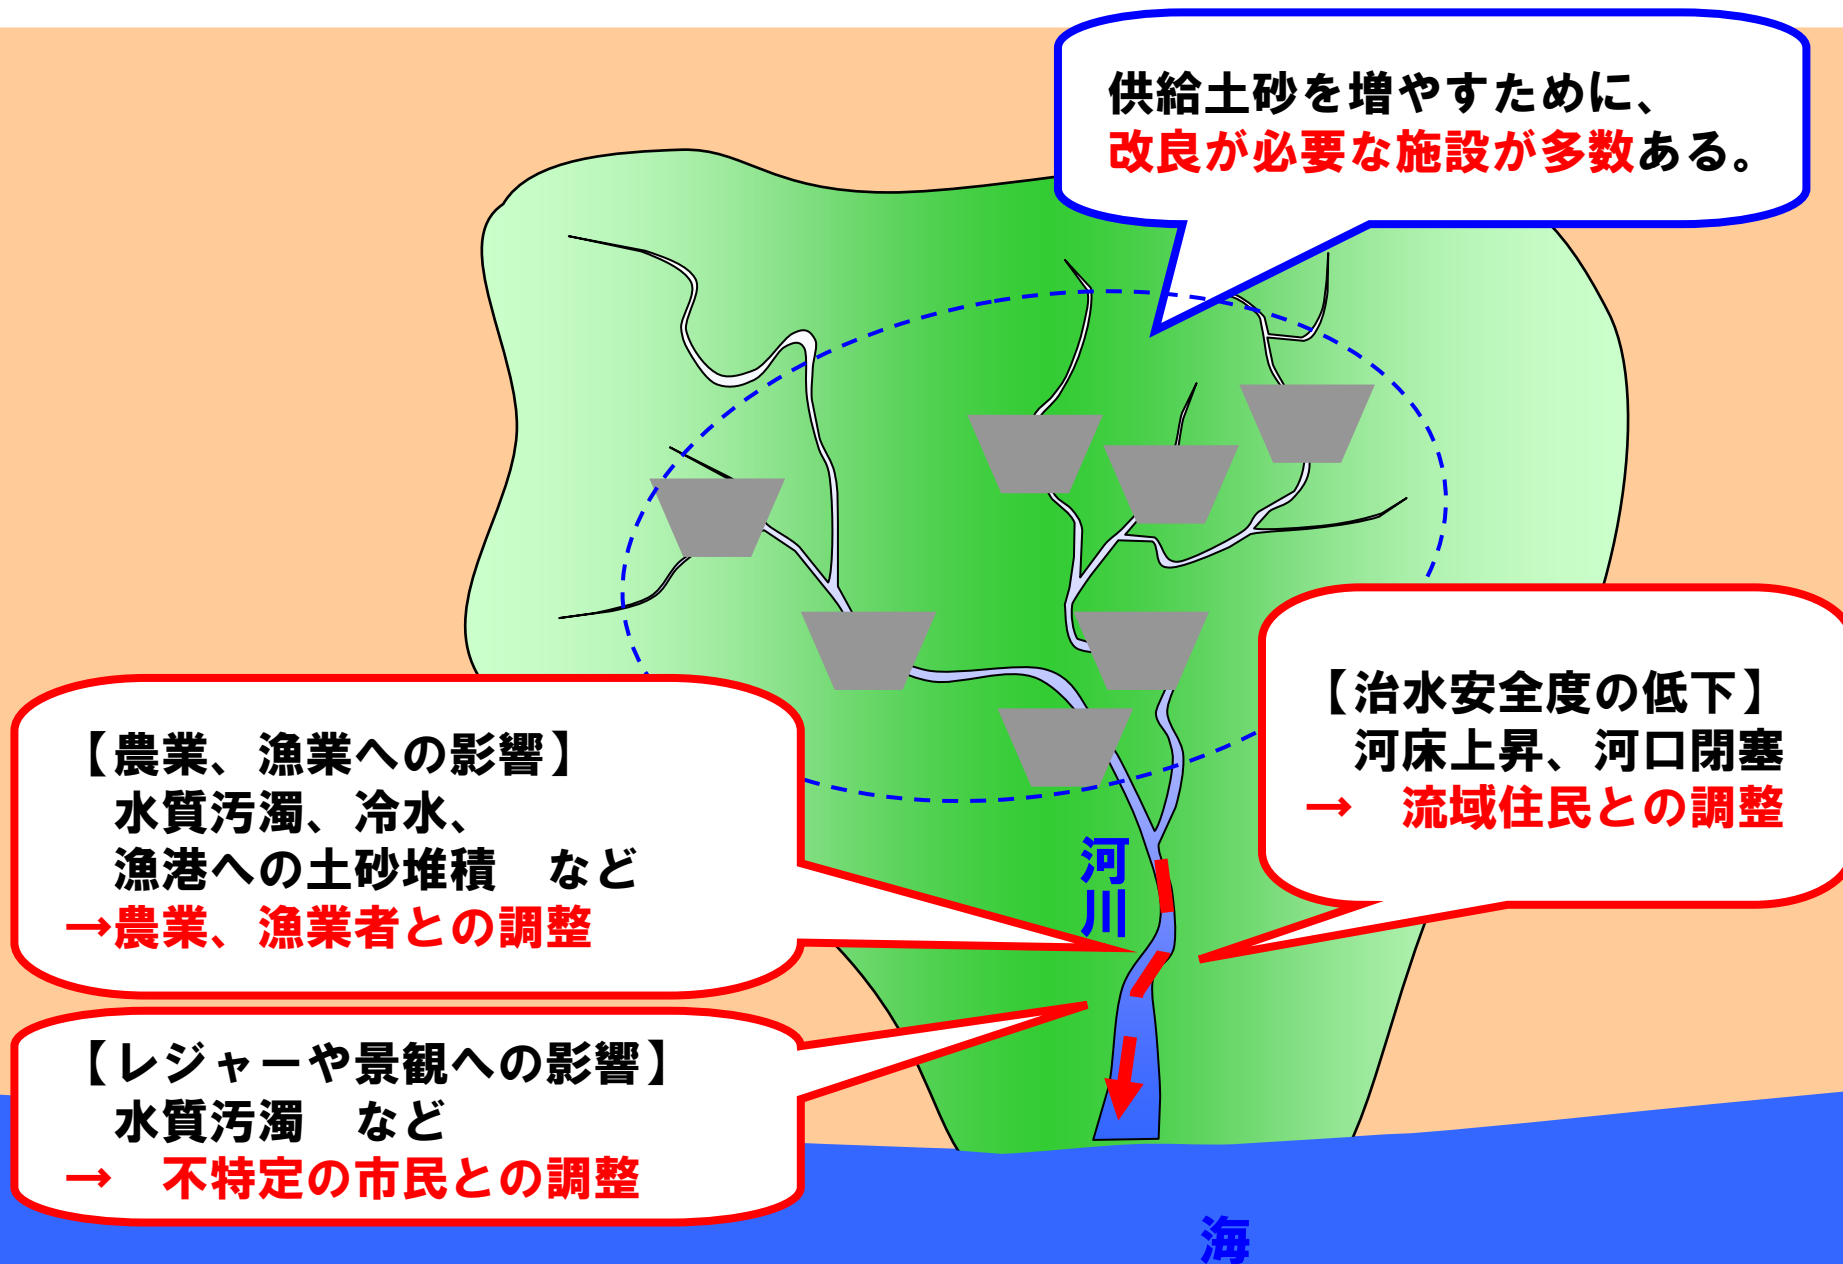 供給土砂を増やすために、
改良が必要な施設が多数ある。
【治水安全度の低下】
河床上昇、河口閉塞
→　流域住民との調整
【農業、漁業への影響】
水質汚濁、冷水、
漁港への土砂堆積　など
→農業、漁業者との調整
河川
【レジャーや景観への影響】
水質汚濁　など
→　不特定の市民との調整
海